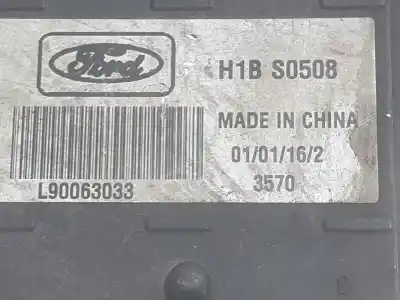 Ford
H1B S0508
MADE IN CHINA
01/01/16/2
3570
L90063033